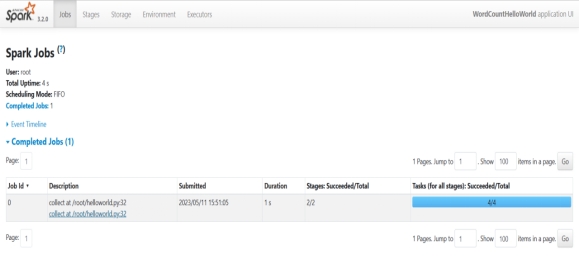 APACHE Spark 3.2.0 Jobs Stages Storage Environment Executors WordCountHelloWorld application UI
Spark Jobs (?)
User: root
Total Uptime: 4 s
Scheduling Mode: FIFO
Completed Jobs: 1
Event Timeline
Completed Jobs (1)
Page: 1 1 Pages. Jump to 1 . Show 100 items in a page. Go
Job Id ▾ Description Submitted Duration Stages: Succeeded/Total Tasks (for all stages): Succeeded/Total
0 collect at /root/helloworld.py:32 2023/05/11 15:51:05 1 s 2/2 4/4
collect at /root/helloworld.py:32
Page: 1 1 Pages. Jump to 1 . Show 100 items in a page. Go